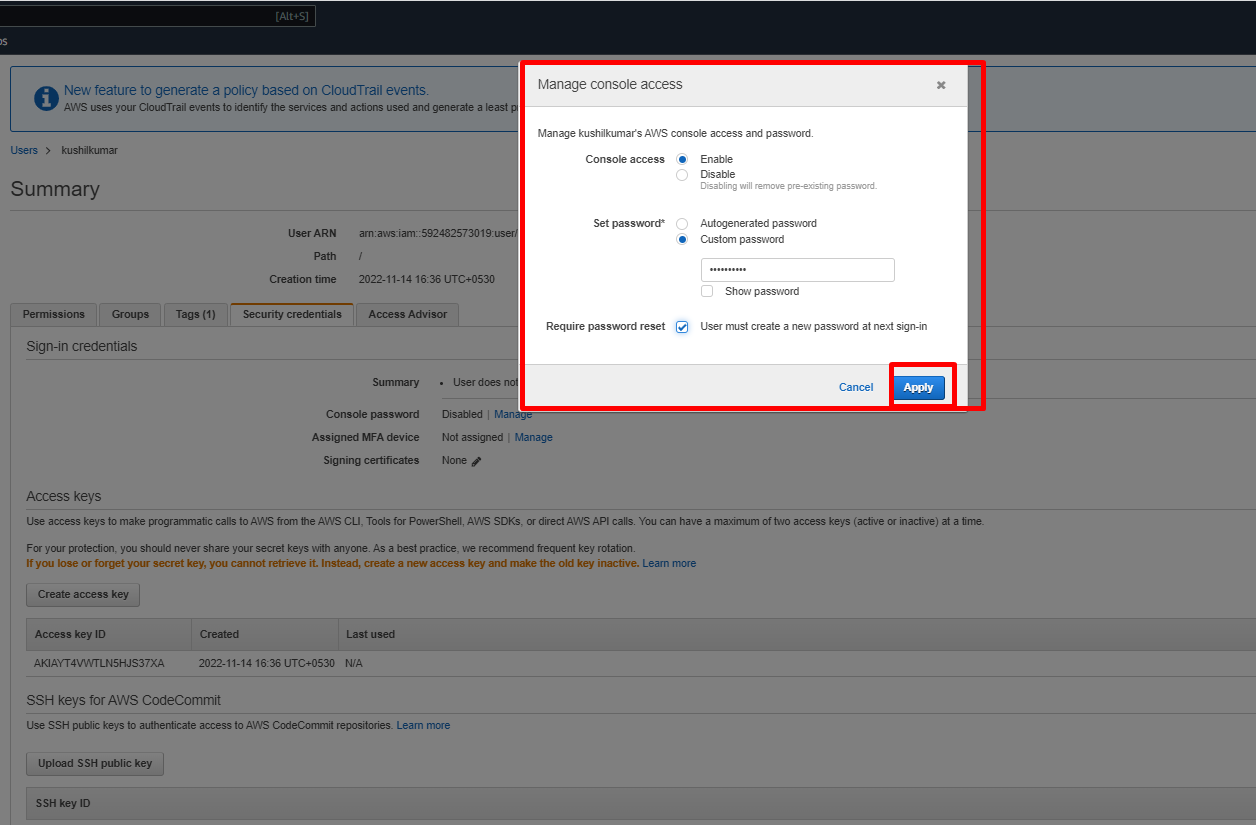 [Alt+S]
os
New feature to generate a policy based on CloudTrail events.
AWS uses your CloudTrail events to identify the services and actions used and generate a least p
Users > kushilkumar
Summary
User ARN arn:aws:iam::592482573019:user/
Path /
Creation time 2022-11-14 16:36 UTC+0530
Permissions Groups Tags (1) Security credentials Access Advisor
Sign-in credentials
Summary • User does not
Console password Disabled | Manage
Assigned MFA device Not assigned | Manage
Signing certificates None
Access keys
Use access keys to make programmatic calls to AWS from the AWS CLI, Tools for PowerShell, AWS SDKs, or direct AWS API calls. You can have a maximum of two access keys (active or inactive) at a time.
For your protection, you should never share your secret keys with anyone. As a best practice, we recommend frequent key rotation.
If you lose or forget your secret key, you cannot retrieve it. Instead, create a new access key and make the old key inactive. Learn more
Create access key
Access key ID Created Last used
AKIAYT4VWTLN5HJS37XA 2022-11-14 16:36 UTC+0530 N/A
SSH keys for AWS CodeCommit
Use SSH public keys to authenticate access to AWS CodeCommit repositories. Learn more
Upload SSH public key
SSH key ID
Manage console access
Manage kushilkumar's AWS console access and password.
Console access Enable
Disable
Disabling will remove pre-existing password.
Set password* Autogenerated password
Custom password
••••••••••
Show password
Require password reset User must create a new password at next sign-in
Cancel Apply